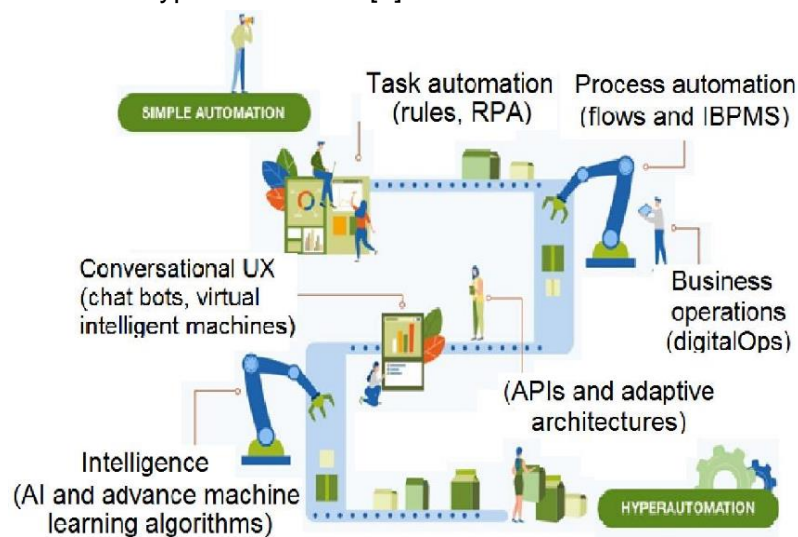 SIMPLE AUTOMATION
Task automation
(rules, RPA)
Process automation
(flows and IBPMS)
Conversational UX
(chat bots, virtual
intelligent machines)
Business
operations
(digitalOps)
(APIs and adaptive
architectures)
Intelligence
(AI and advance machine
learning algorithms)
HYPERAUTOMATION